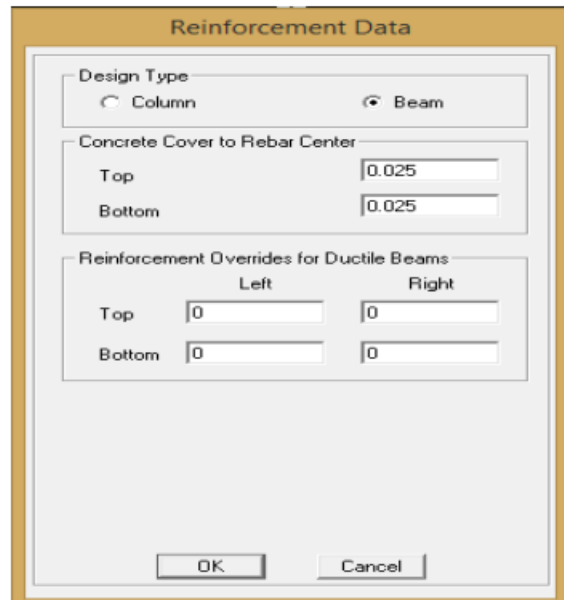 Reinforcement Data
Design Type
Column Beam
Concrete Cover to Rebar Center
Top 0.025
Bottom 0.025
Reinforcement Overrides for Ductile Beams
Left Right
Top 0 0
Bottom 0 0
OK Cancel